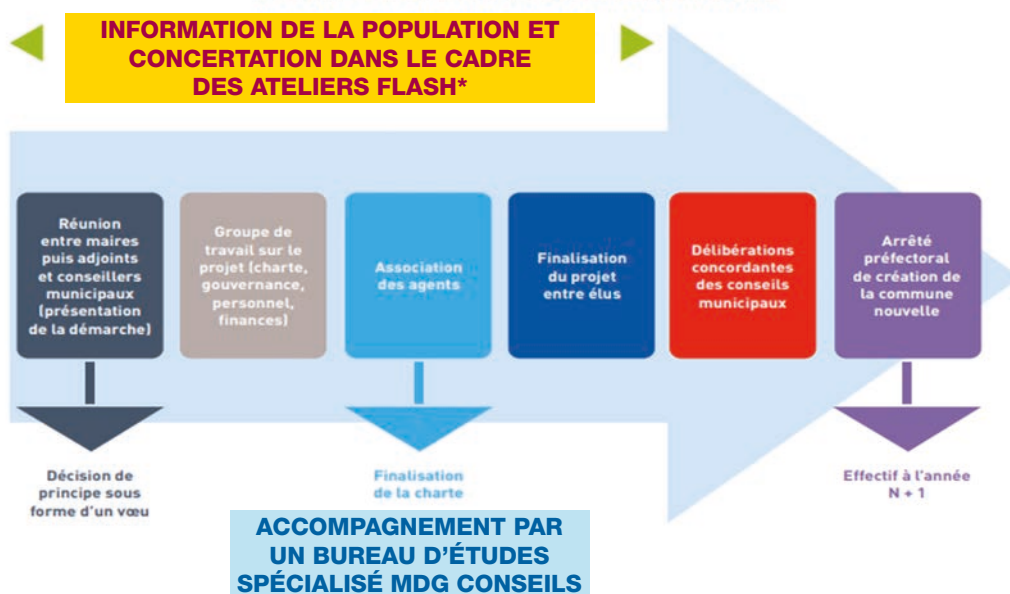 INFORMATION DE LA POPULATION ET
CONCERTATION DANS LE CADRE
DES ATELIERS FLASH*
Réunion
entre maires
puis adjoints
et conseillers
municipaux
(présentation
de la démarche)
Groupe de
travail sur le
projet (charte,
gouvernance,
personnel,
finances)
Association
des agents
Finalisation
du projet
entre élus
Délibérations
concordantes
des conseils
municipaux
Arrêté
préfectoral
de création de
la commune
nouvelle
Décision de
principe sous
forme d'un vœu
Finalisation
de la charte
Effectif à l'année
N + 1
ACCOMPAGNEMENT PAR
UN BUREAU D'ÉTUDES
SPÉCIALISÉ MDG CONSEILS